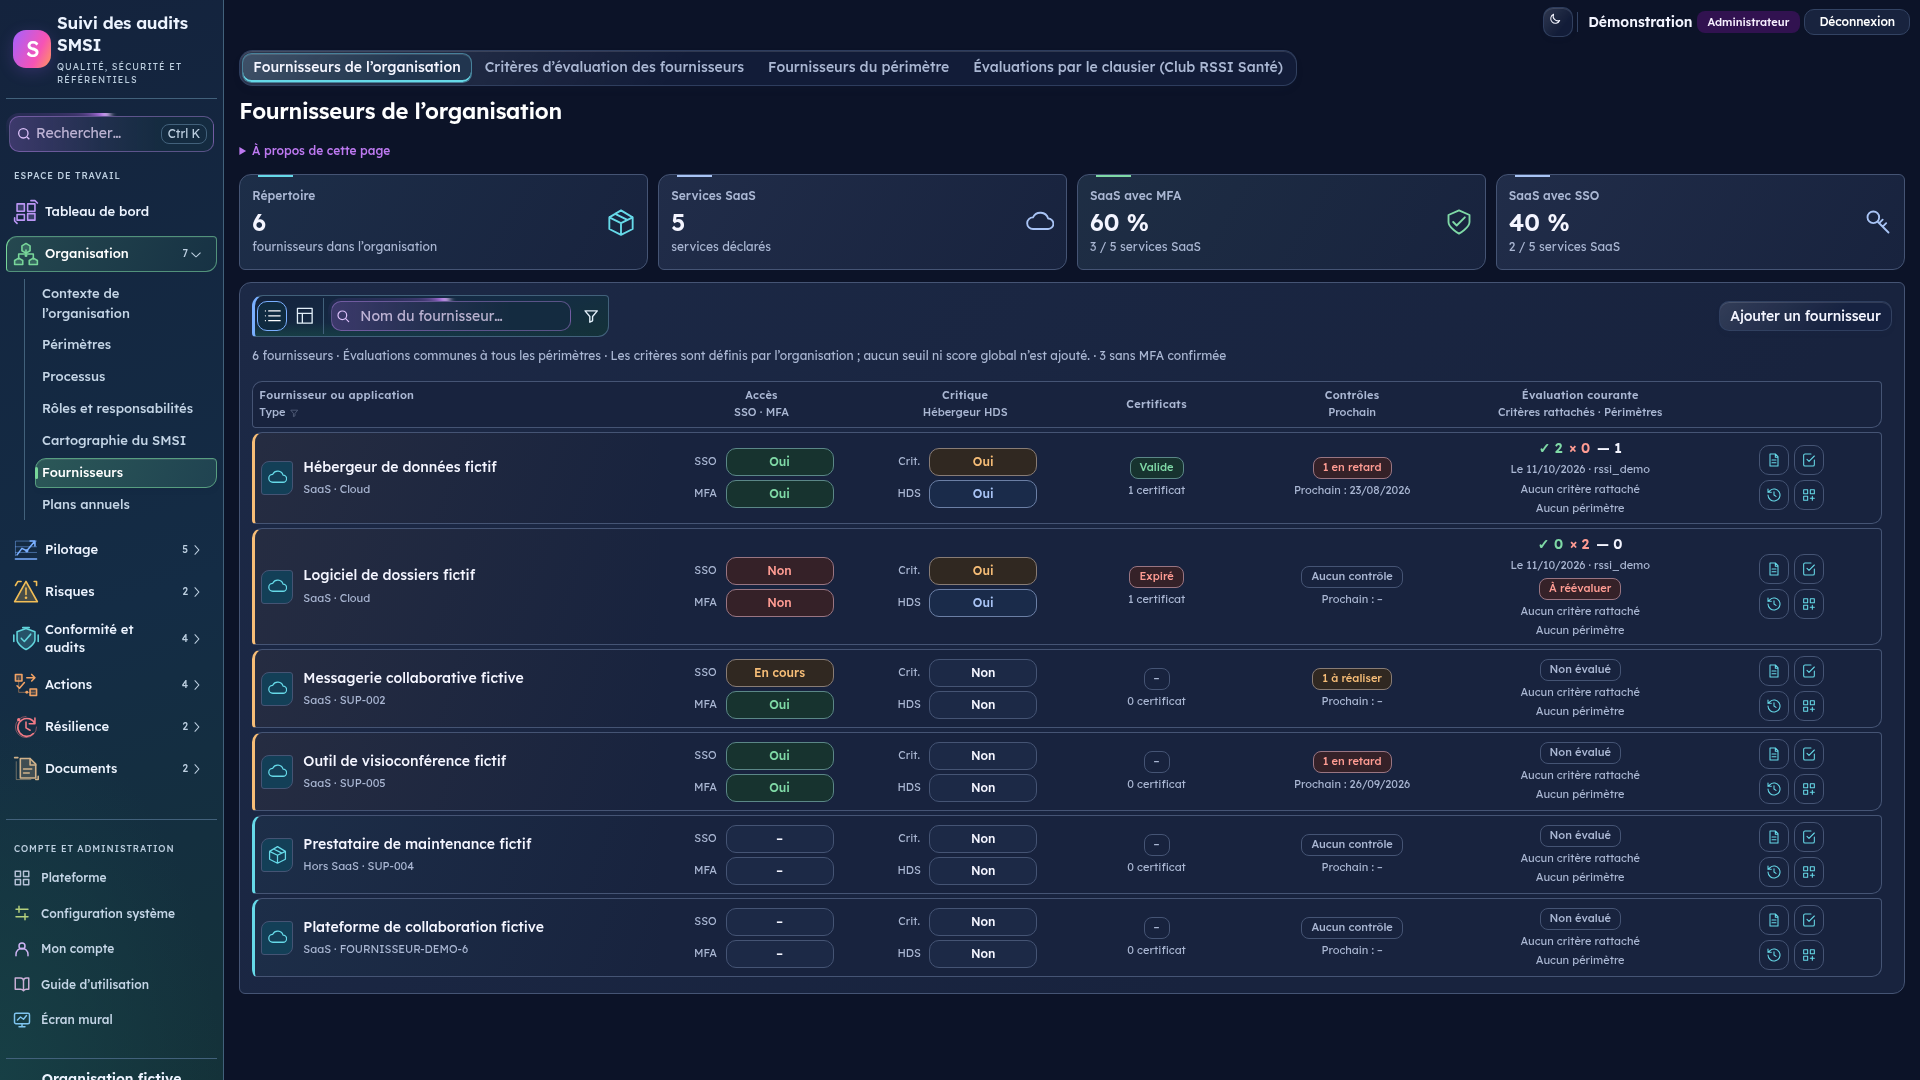 Suivi des audits
SMSI
QUALITÉ, SÉCURITÉ ET
RÉFÉRENTIELS
S
Rechercher...
Ctrl K
ESPACE DE TRAVAIL
Tableau de bord
Organisation 7
Contexte de
l’organisation
Périmètres
Processus
Rôles et responsabilités
Cartographie du SMSI
Fournisseurs
Plans annuels
Pilotage 5
Risques 2
Conformité et
audits 4
Actions 4
Résilience 2
Documents 2
COMPTE ET ADMINISTRATION
Plateforme
Configuration système
Mon compte
Guide d’utilisation
Écran mural
Organisation fictive
Démonstration Administrateur Déconnexion
Fournisseurs de l’organisation Critères d’évaluation des fournisseurs Fournisseurs du périmètre Évaluations par le clausier (Club RSSI Santé)
Fournisseurs de l’organisation
À propos de cette page
Répertoire
6
fournisseurs dans l’organisation
Services SaaS
5
services déclarés
SaaS avec MFA
60 %
3 / 5 services SaaS
SaaS avec SSO
40 %
2 / 5 services SaaS
Nom du fournisseur...
Ajouter un fournisseur
6 fournisseurs · Évaluations communes à tous les périmètres · Les critères sont définis par l’organisation ; aucun seuil ni score global n’est ajouté. · 3 sans MFA confirmée
Fournisseur ou application
Type
Accès
SSO · MFA
Critique
Hébergeur HDS
Certificats
Contrôles
Prochain
Évaluation courante
Critères rattachés · Périmètres
Hébergeur de données fictif
SaaS · Cloud
SSO Oui
MFA Oui
Crit. Oui
HDS Oui
Valide
1 certificat
1 en retard
Prochain : 23/08/2026
✓ 2 × 0 — 1
Le 11/10/2026 · rssi_demo
Aucun critère rattaché
Aucun périmètre
Logiciel de dossiers fictif
SaaS · Cloud
SSO Non
MFA Non
Crit. Oui
HDS Oui
Expiré
1 certificat
Aucun contrôle
Prochain : –
✓ 0 × 2 — 0
Le 11/10/2026 · rssi_demo
À réévaluer
Aucun critère rattaché
Aucun périmètre
Messagerie collaborative fictive
SaaS · SUP-002
SSO En cours
MFA Oui
Crit. Non
HDS Non
–
0 certificat
1 à réaliser
Prochain : –
Non évalué
Aucun critère rattaché
Aucun périmètre
Outil de visioconférence fictif
SaaS · SUP-005
SSO Oui
MFA Oui
Crit. Non
HDS Non
–
0 certificat
1 en retard
Prochain : 26/09/2026
Non évalué
Aucun critère rattaché
Aucun périmètre
Prestataire de maintenance fictif
Hors SaaS · SUP-004
SSO –
MFA –
Crit. Non
HDS Non
–
0 certificat
Aucun contrôle
Prochain : –
Non évalué
Aucun critère rattaché
Aucun périmètre
Plateforme de collaboration fictive
SaaS · FOURNISSEUR-DEMO-6
SSO –
MFA –
Crit. Non
HDS Non
–
0 certificat
Aucun contrôle
Prochain : –
Non évalué
Aucun critère rattaché
Aucun périmètre